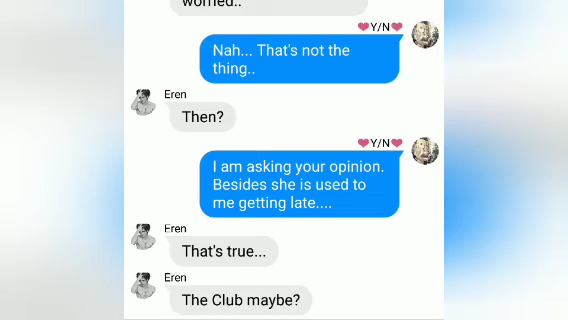 worried..
❤Y/N❤
Nah... That's not the
thing..
Eren
Then?
❤Y/N❤
I am asking your opinion.
Besides she is used to
me getting late....
Eren
That's true...
Eren
The Club maybe?